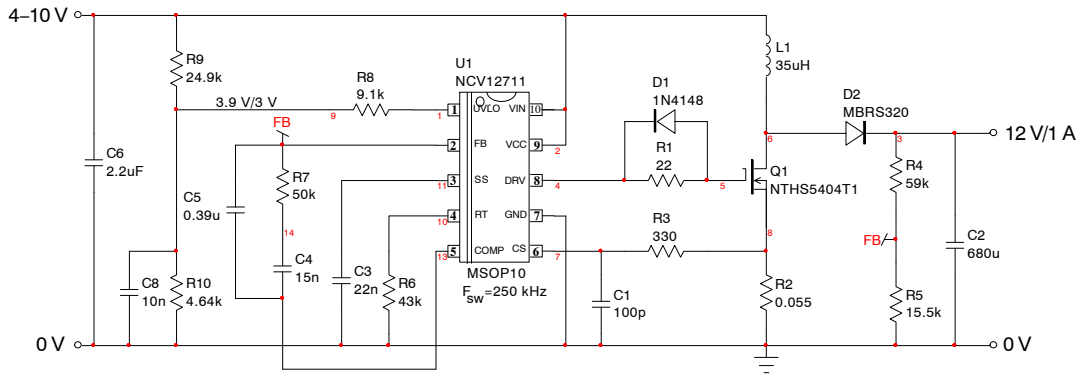 4–10 V
R9
24.9k
3.9 V/3 V
9
R8
9.1k
1
FB
C6
2.2uF
C5
0.39u
R7
50k
14
C4
15n
C8
10n
R10
4.64k
0 V
C3
22n
R6
43k
11
10
13
U1
NCV12711
1
UVLO
VIN
10
2
FB
VCC
9
3
SS
DRV
8
4
RT
GND
7
5
COMP
CS
6
MSOP10
Fsw=250 kHz
2
4
7
D1
1N4148
R1
22
5
R3
330
C1
100p
L1
35uH
6
Q1
NTHS5404T1
8
R2
0.055
D2
MBRS320
3
12 V/1 A
R4
59k
FB
R5
15.5k
C2
680u
0 V